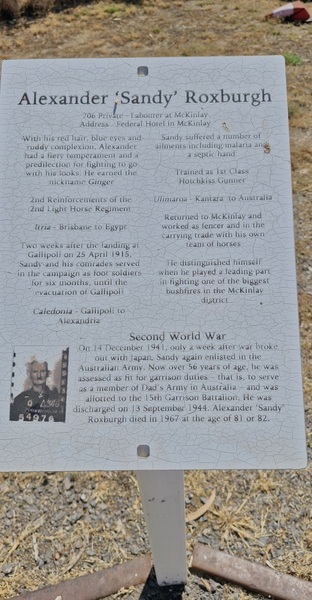 Alexander 'Sandy' Roxburgh
706 Private - Labourer at McKinlay
Address - Federal Hotel in McKinlay
With his red hair, blue eyes and
ruddy complexion, Alexander
had a fiery temperament and a
predilection for fighting to go
with his looks. He earned the
nickname Ginger
2nd Reinforcements of the
2nd Light Horse Regiment
Itria - Brisbane to Egypt
Two weeks after the landing at
Gallipoli on 25 April 1915,
Sandy and his comrades served
in the campaign as foot soldiers
for six months, until the
evacuation of Gallipoli
Caledonia - Gallipoli to
Alexandria
Sandy suffered a number of
ailments including malaria and
a septic hand
Trained as 1st Class
Hotchkiss Gunner
Ulimaroa - Kantara to Australia
Returned to McKinlay and
worked as fencer and in the
carrying trade with his own
team of horses
He distinguished himself
when he played a leading part
in fighting one of the biggest
bushfires in the McKinlay
district
Second World War
On 14 December 1941, only a week after war broke
out with Japan, Sandy again enlisted in the
Australian Army. Now over 56 years of age, he was
assessed as fit for garrison duties - that is, to serve
as a member of Dad's Army in Australia - and was
allotted to the 15th Garrison Battalion. He was
discharged on 13 September 1944. Alexander 'Sandy'
Roxburgh died in 1967 at the age of 81 or 82.